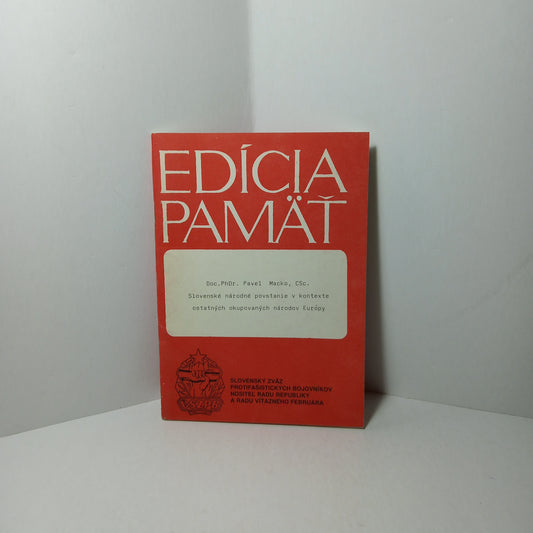 EDÍCIA
PAMÄŤ
Doc.PhDr. Pavel Macko, CSc.
Slovenské národné povstanie v kontexte
ostatných okupovaných národov Európy
SLOVENSKÝ ZVÄZ
PROTIFAŠISTICKÝCH BOJOVNÍKOV
NOSITEĽ RADU REPUBLIKY
A RADU VÍŤAZNÉHO FEBRUÁRA